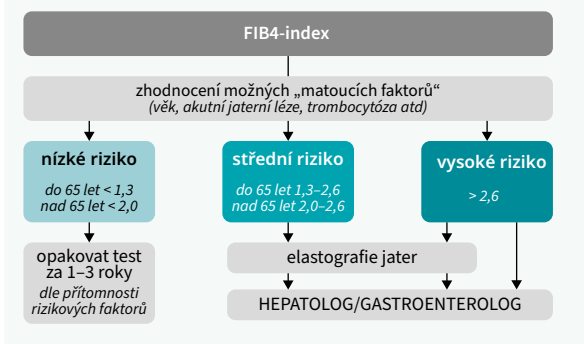 FIB4-index
zhodnocení možných „matoucích faktorů“
(věk, akutní jaterní léze, trombocytóza atd)
nízké riziko
do 65 let < 1,3
nad 65 let < 2,0
střední riziko
do 65 let 1,3–2,6
nad 65 let 2,0–2,6
vysoké riziko
> 2,6
opakovat test
za 1–3 roky
dle přítomnosti
rizikových faktorů
elastografie jater
HEPATOLOG/GASTROENTEROLOG